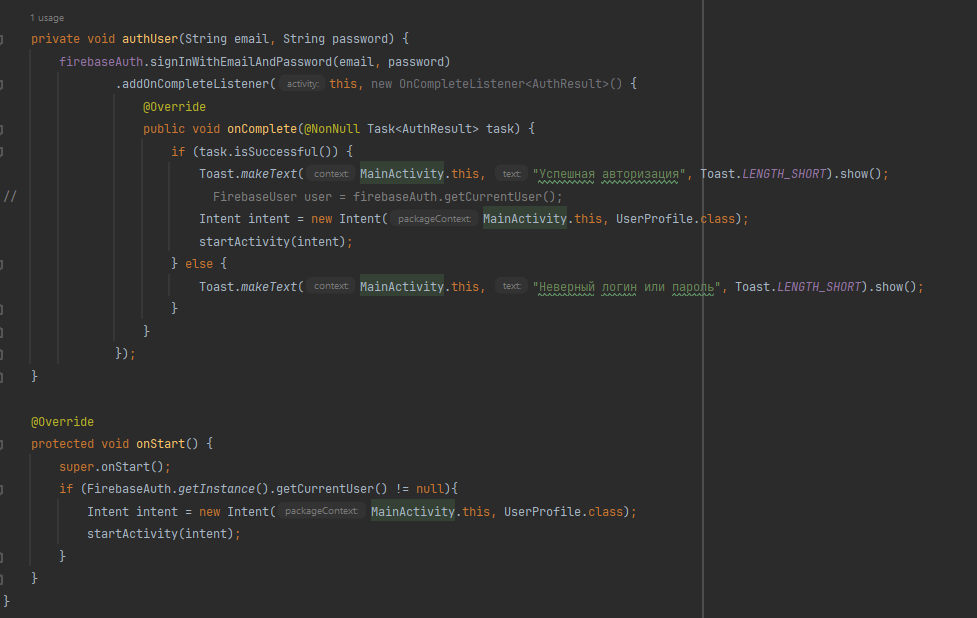 1 usage
private void authUser(String email, String password) {
firebaseAuth.signInWithEmailAndPassword(email, password)
.addOnCompleteListener( activity: this, new OnCompleteListener<AuthResult>() {
@Override
public void onComplete(@NonNull Task<AuthResult> task) {
if (task.isSuccessful()) {
Toast.makeText( context: MainActivity.this, text: "Успешная авторизация", Toast.LENGTH_SHORT).show();
// FirebaseUser user = firebaseAuth.getCurrentUser();
Intent intent = new Intent( packageContext: MainActivity.this, UserProfile.class);
startActivity(intent);
} else {
Toast.makeText( context: MainActivity.this, text: "Неверный логин или пароль", Toast.LENGTH_SHORT).show();
}
}
});
}
@Override
protected void onStart() {
super.onStart();
if (FirebaseAuth.getInstance().getCurrentUser() != null){
Intent intent = new Intent( packageContext: MainActivity.this, UserProfile.class);
startActivity(intent);
}
}
}